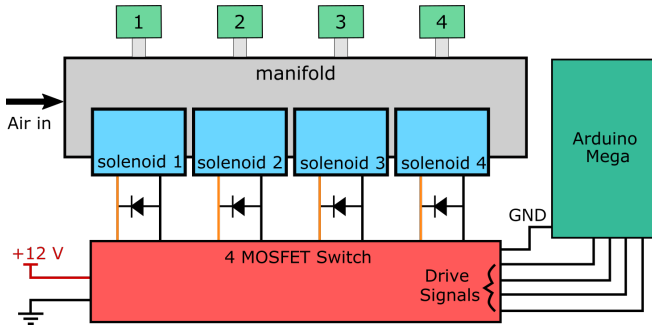 1 2 3 4
manifold
Air in
solenoid 1 solenoid 2 solenoid 3 solenoid 4
Arduino
Mega
GND
+12 V
4 MOSFET Switch
Drive
Signals